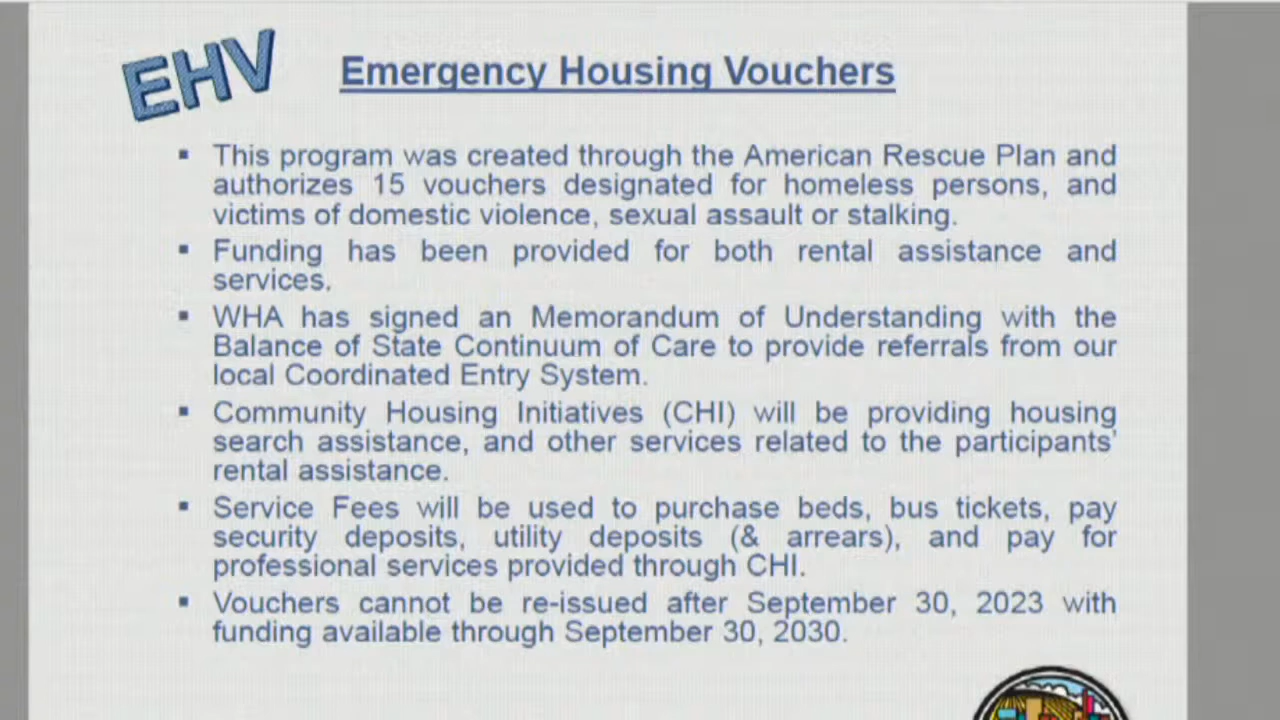 EHV
Emergency Housing Vouchers
▪ This program was created through the American Rescue Plan and
authorizes 15 vouchers designated for homeless persons, and
victims of domestic violence, sexual assault or stalking.
▪ Funding has been provided for both rental assistance and
services.
▪ WHA has signed an Memorandum of Understanding with the
Balance of State Continuum of Care to provide referrals from our
local Coordinated Entry System.
▪ Community Housing Initiatives (CHI) will be providing housing
search assistance, and other services related to the participants'
rental assistance.
▪ Service Fees will be used to purchase beds, bus tickets, pay
security deposits, utility deposits (& arrears), and pay for
professional services provided through CHI.
▪ Vouchers cannot be re-issued after September 30, 2023 with
funding available through September 30, 2030.